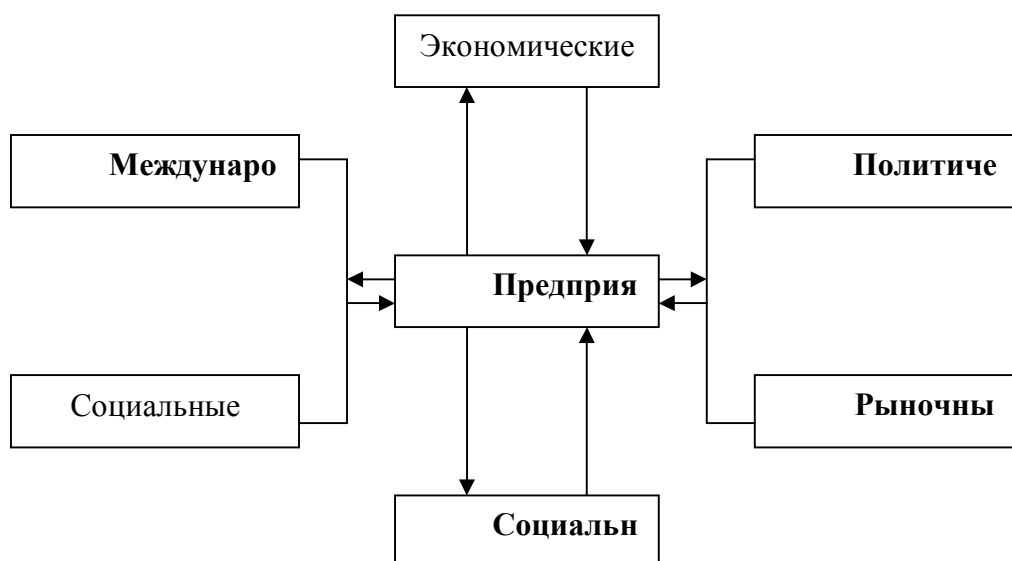 Экономические
Междунаро
Политиче
Предприя
Социальные
Рыночны
Социальн